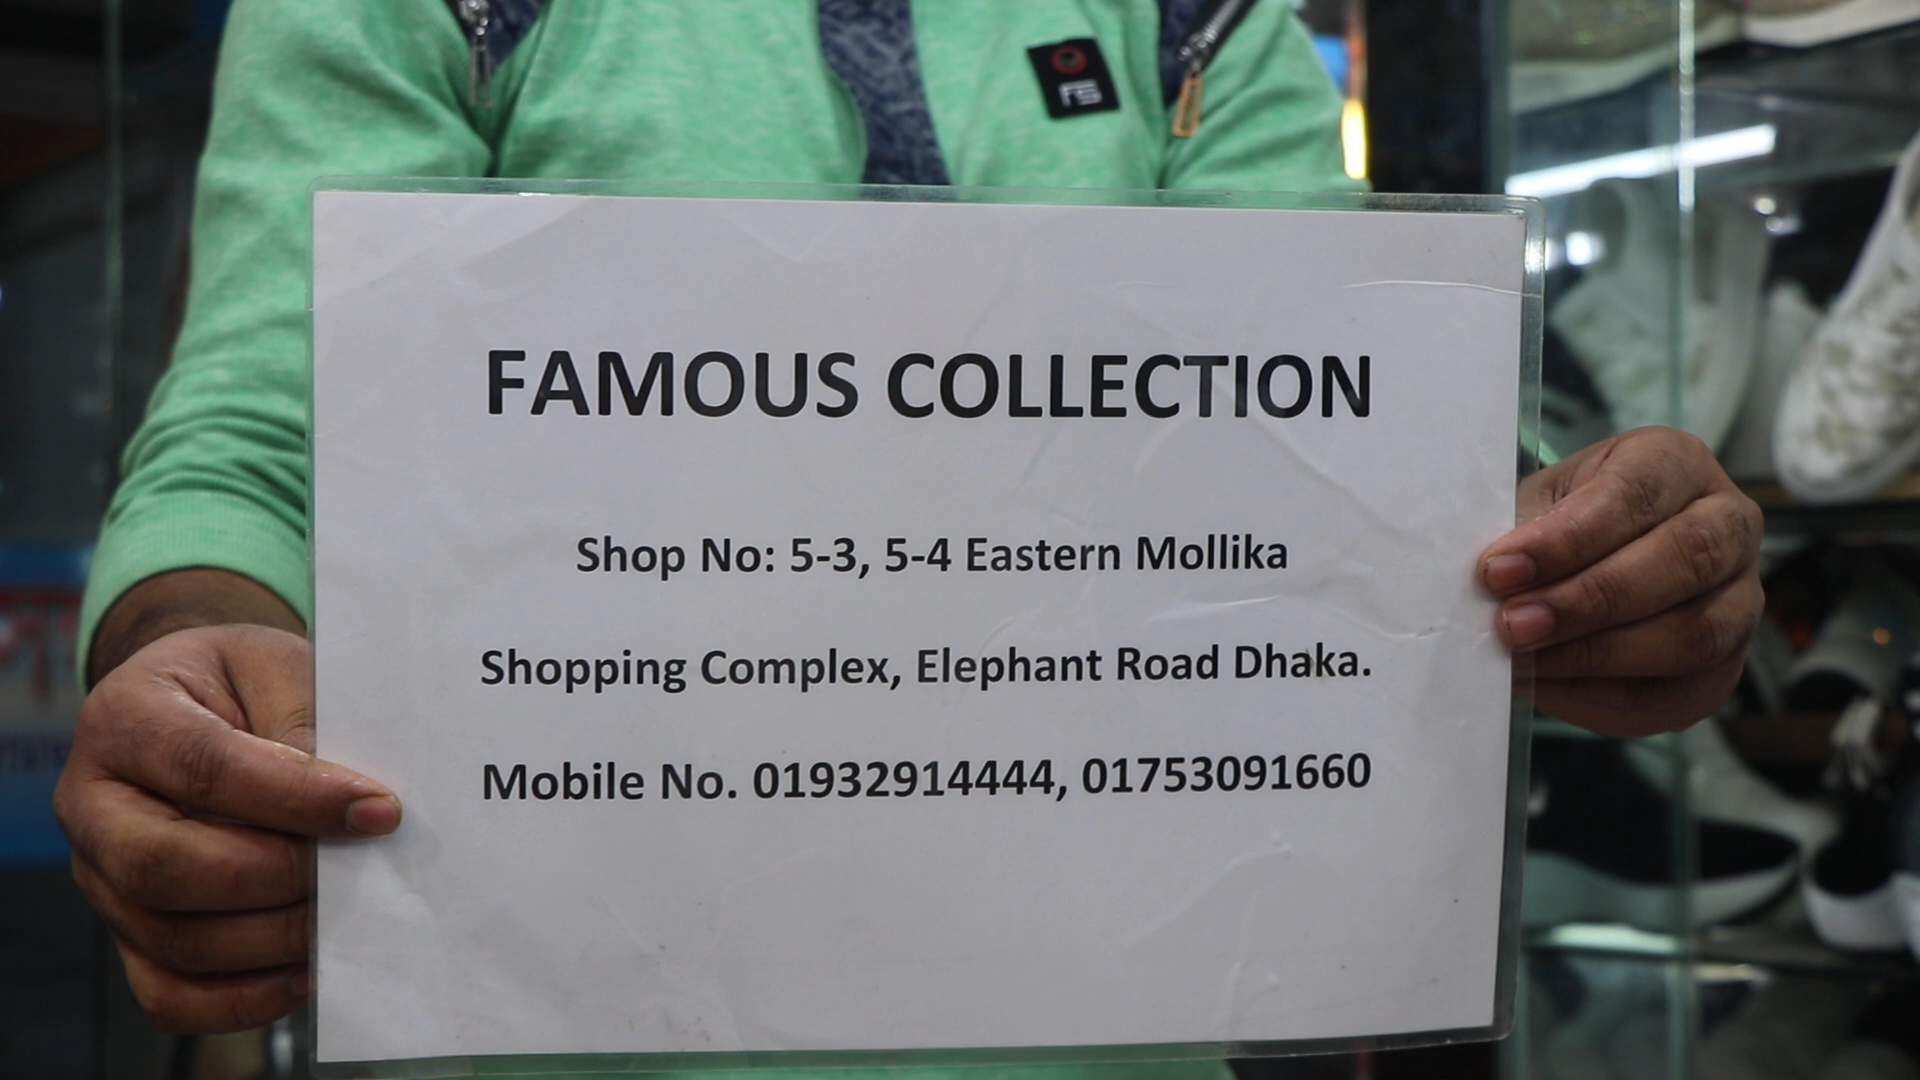 FAMOUS COLLECTION
Shop No: 5-3, 5-4 Eastern Mollika
Shopping Complex, Elephant Road Dhaka.
Mobile No. 01932914444, 01753091660